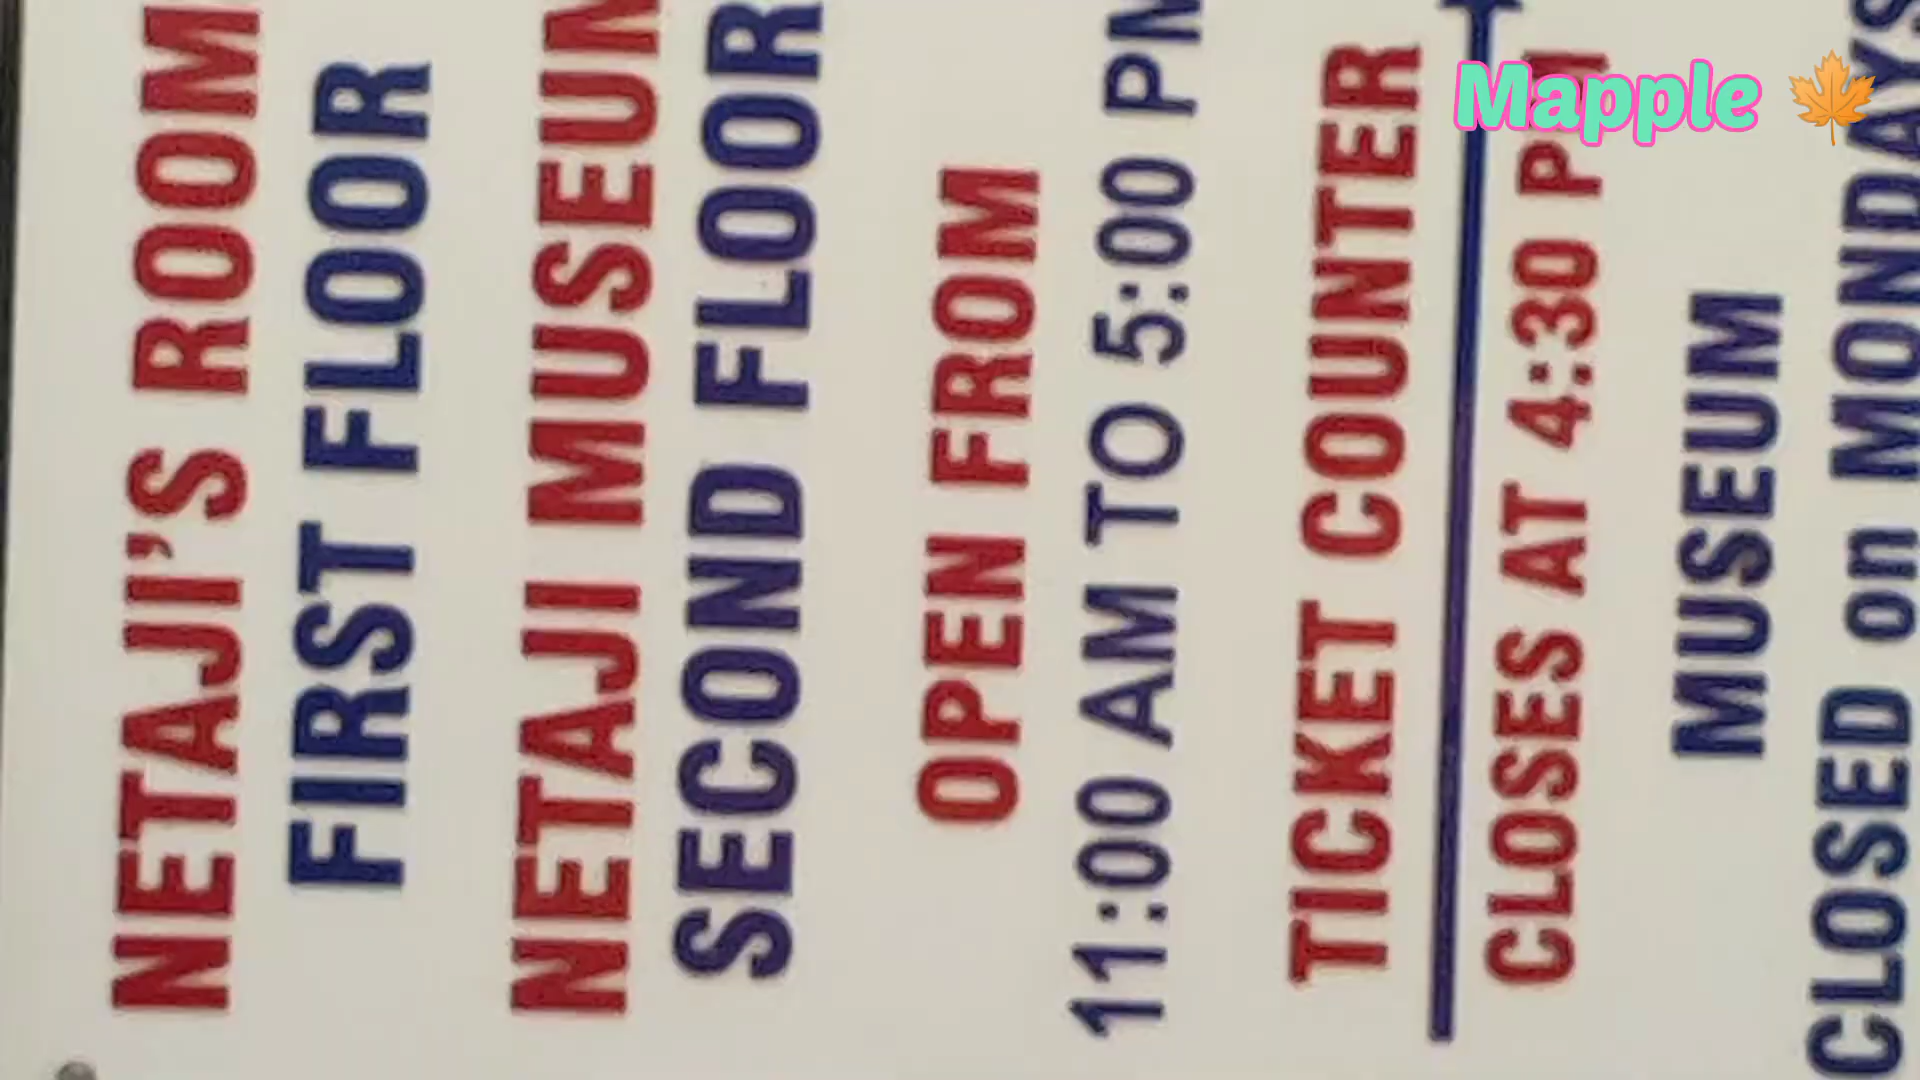 NETAJI'S ROOM
FIRST FLOOR
NETAJI MUSEUM
SECOND FLOOR
OPEN FROM
11:00 AM TO 5:00 PM
TICKET COUNTER
CLOSES AT 4:30 PM
MUSEUM
CLOSED on MONDAYS
Mapple